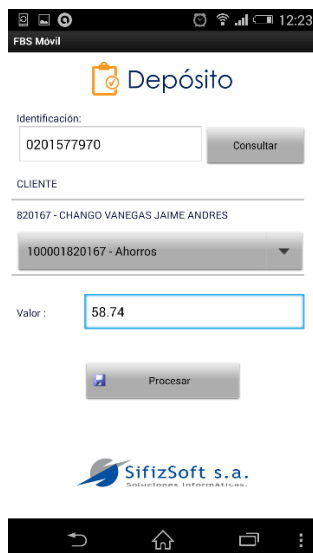 12:23
FBS Móvil
Depósito
Identificación:
0201577970
Consultar
CLIENTE
820167 - CHANGO VANEGAS JAIME ANDRES
100001820167 - Ahorros
Valor :
58.74
Procesar
SifizSoft s.a.
Soluciones Informáticas.